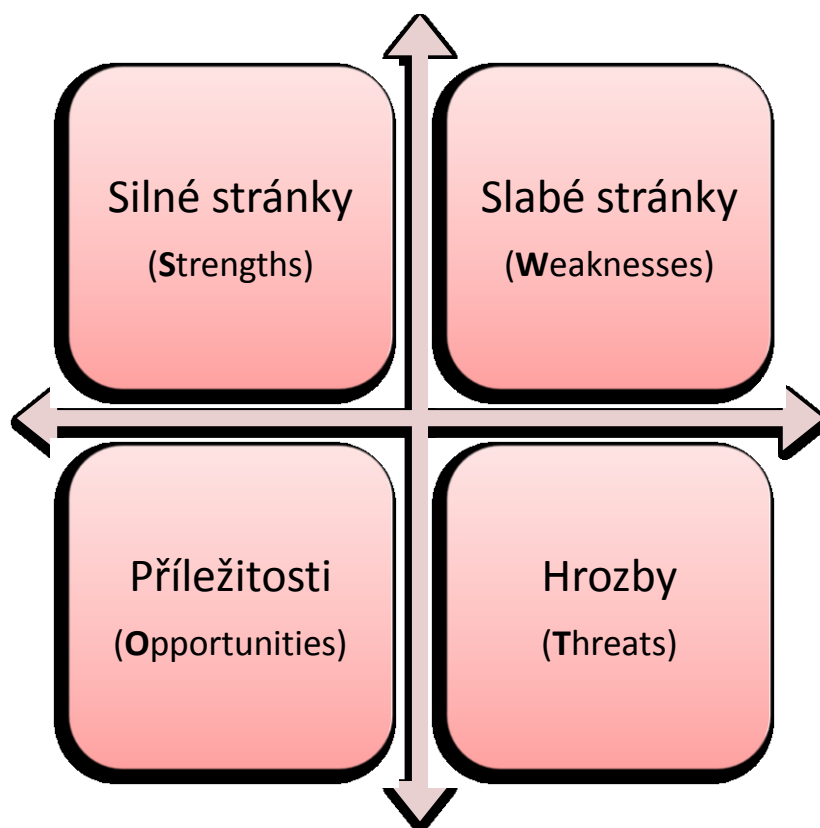 Silné stránky
(Strengths)
Slabé stránky
(Weaknesses)
Příležitosti
(Opportunities)
Hrozby
(Threats)